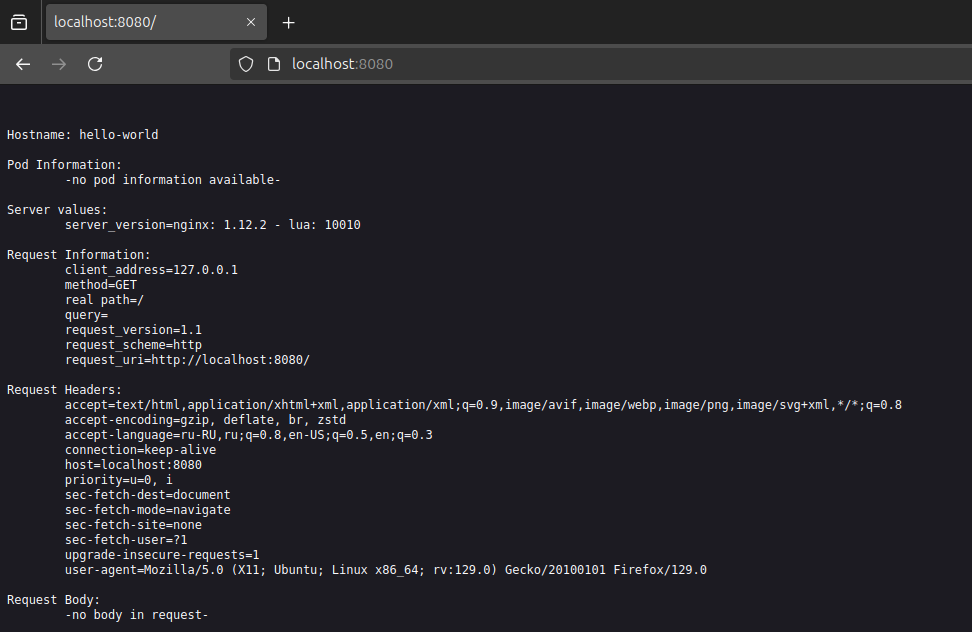 localhost:8080/
localhost:8080
Hostname: hello-world
Pod Information:
-no pod information available-
Server values:
server_version=nginx: 1.12.2 - lua: 10010
Request Information:
client_address=127.0.0.1
method=GET
real path=/
query=
request_version=1.1
request_scheme=http
request_uri=http://localhost:8080/
Request Headers:
accept=text/html,application/xhtml+xml,application/xml;q=0.9,image/avif,image/webp,image/png,image/svg+xml,*/*;q=0.8
accept-encoding=gzip, deflate, br, zstd
accept-language=ru-RU,ru;q=0.8,en-US;q=0.5,en;q=0.3
connection=keep-alive
host=localhost:8080
priority=u=0, i
sec-fetch-dest=document
sec-fetch-mode=navigate
sec-fetch-site=none
sec-fetch-user=?1
upgrade-insecure-requests=1
user-agent=Mozilla/5.0 (X11; Ubuntu; Linux x86_64; rv:129.0) Gecko/20100101 Firefox/129.0
Request Body:
-no body in request-